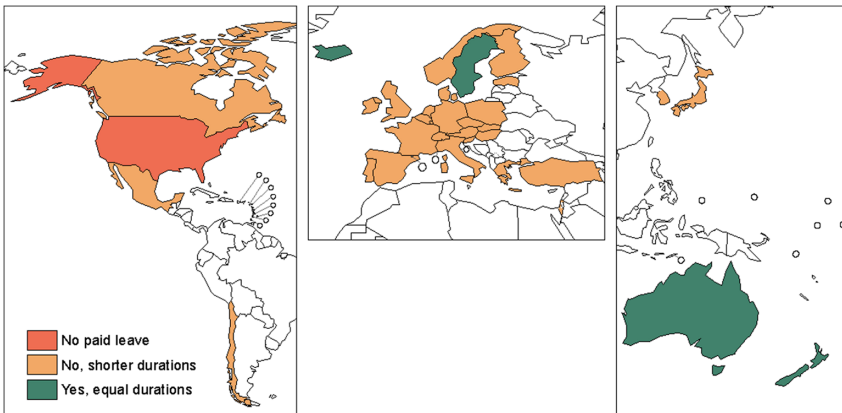 No paid leave
No, shorter durations
Yes, equal durations